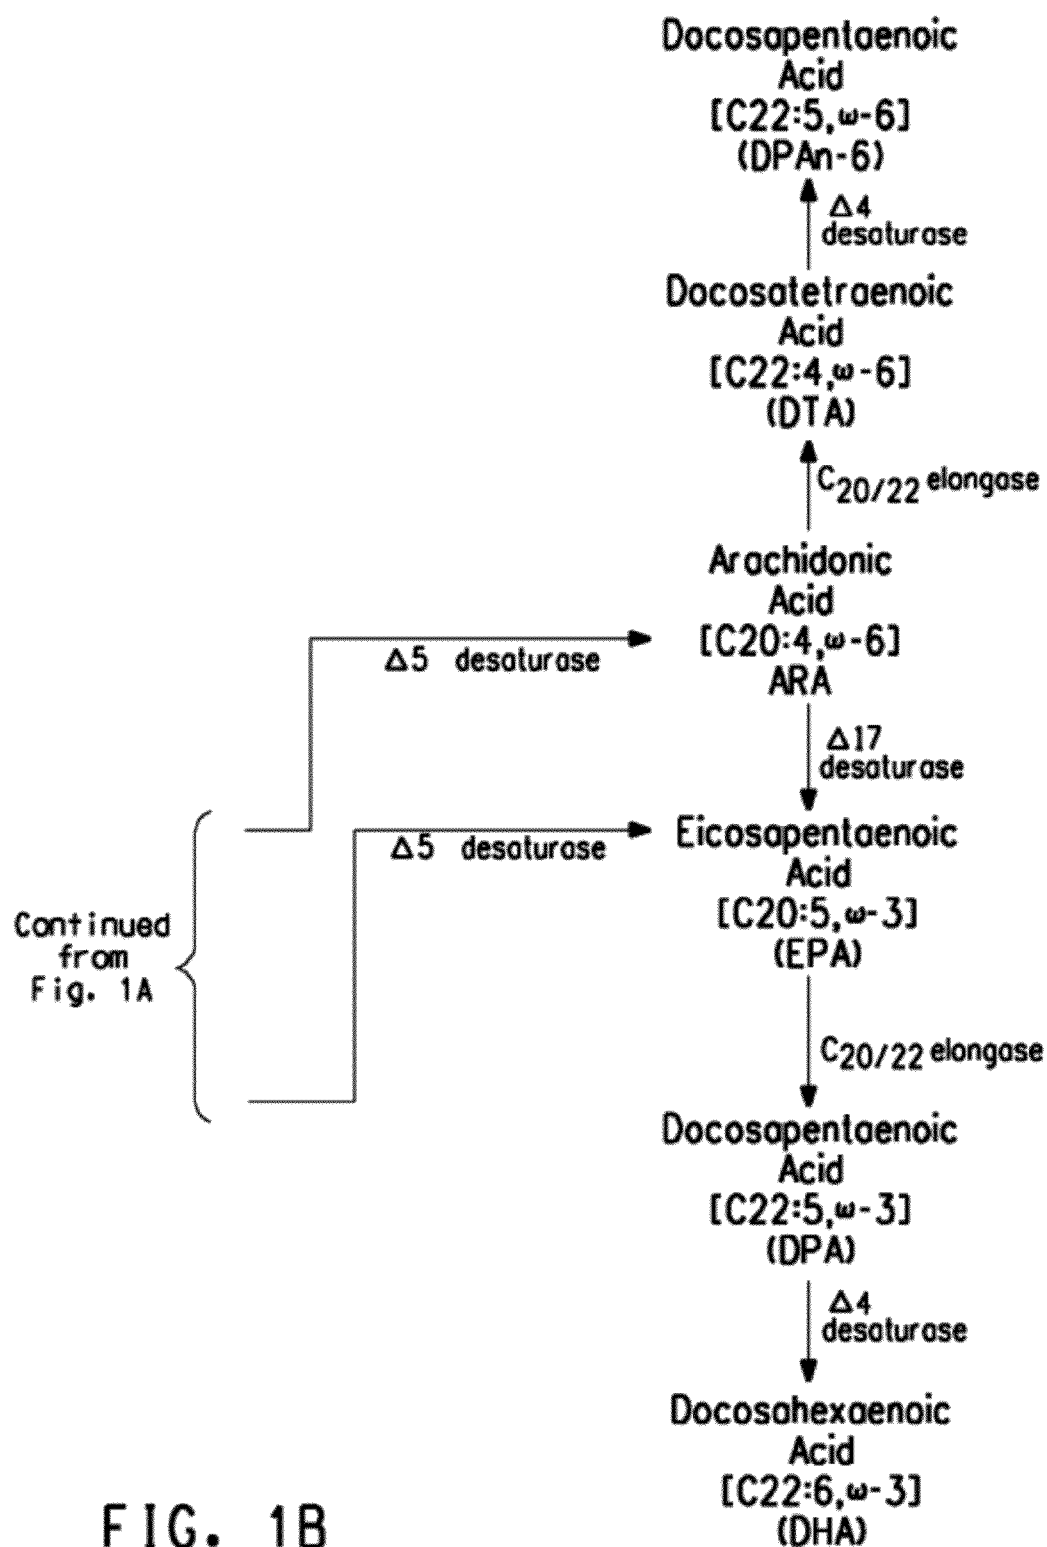 Docosapentaenoic
Acid
[C22:5,ω-6]
(DPAn-6)
Δ4
desaturase
Docosatetraenoic
Acid
[C22:4,ω-6]
(DTA)
C20/22 elongase
Arachidonic
Acid
[C20:4,ω-6]
ARA
Δ5 desaturase
Δ17
desaturase
Eicosapentaenoic
Acid
[C20:5,ω-3]
(EPA)
Δ5 desaturase
Continued
from
Fig. 1A
C20/22 elongase
Docosapentaenoic
Acid
[C22:5,ω-3]
(DPA)
Δ4
desaturase
Docosahexaenoic
Acid
[C22:6,ω-3]
(DHA)
FIG. 1B